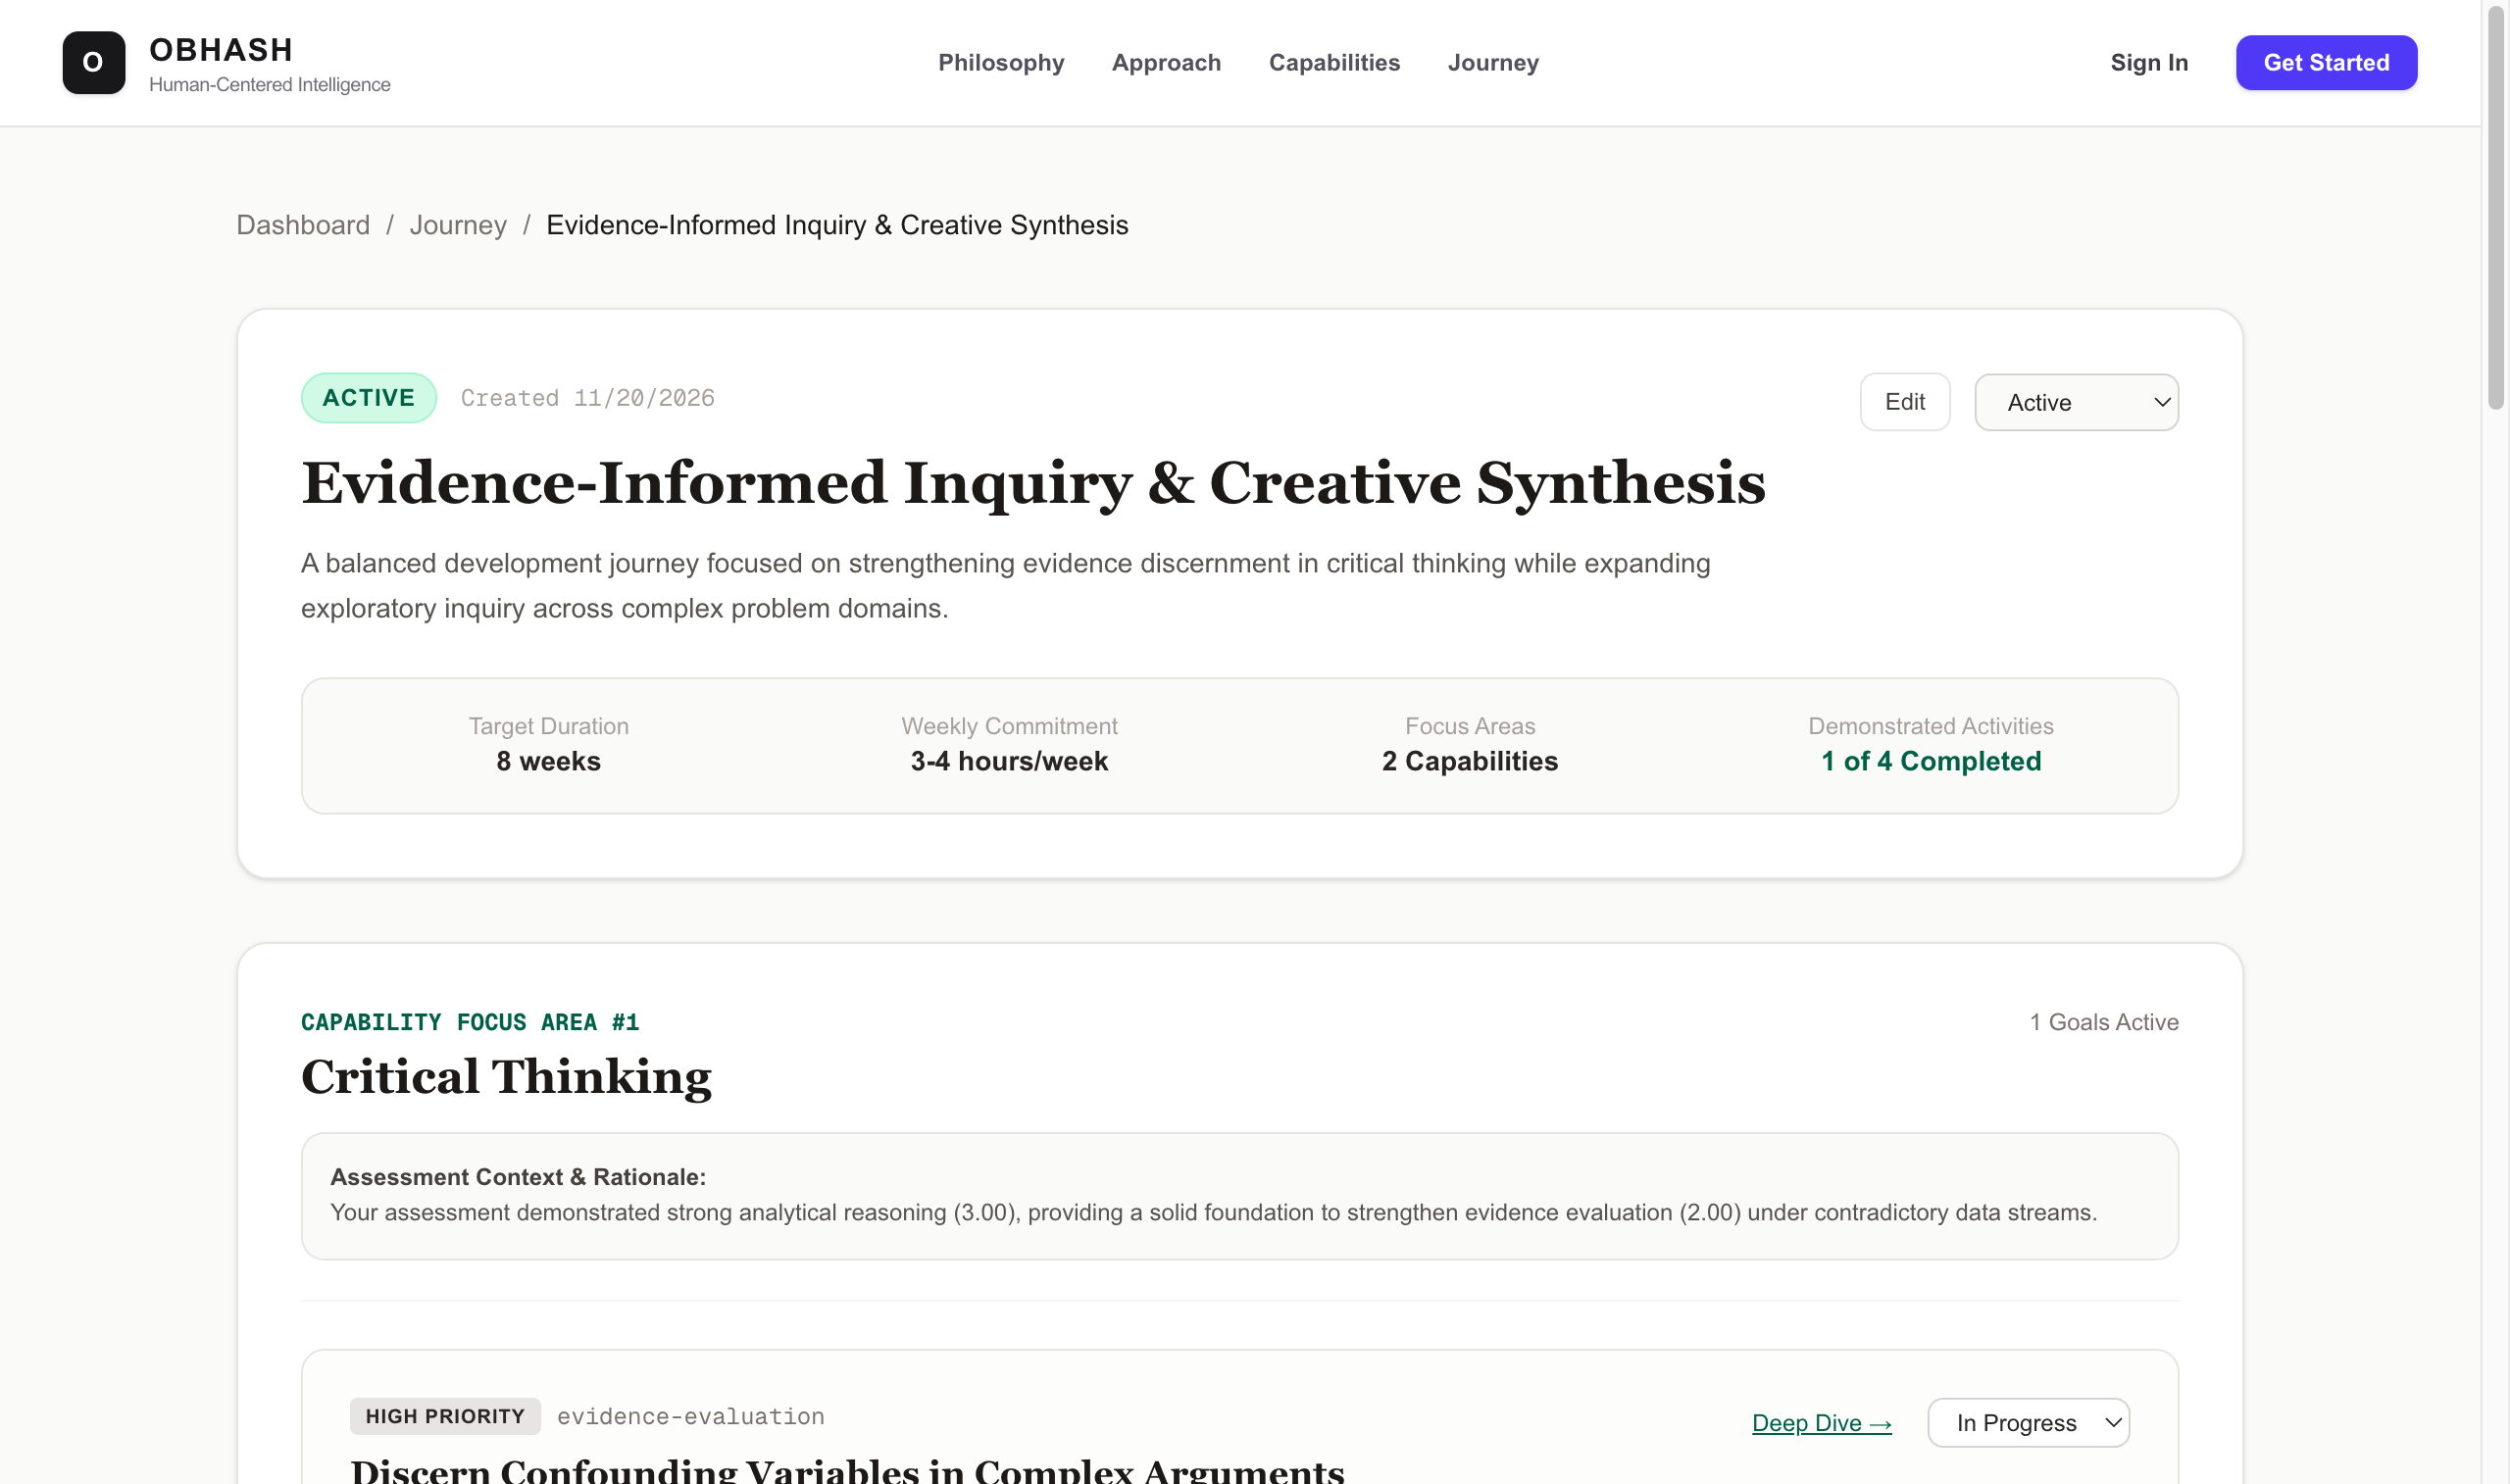 O
OBHASH
Human-Centered Intelligence
Philosophy
Approach
Capabilities
Journey
Sign In
Get Started
Dashboard / Journey / Evidence-Informed Inquiry & Creative Synthesis
ACTIVE
Created 11/20/2026
Edit
Active
Evidence-Informed Inquiry & Creative Synthesis
A balanced development journey focused on strengthening evidence discernment in critical thinking while expanding
exploratory inquiry across complex problem domains.
Target Duration
8 weeks
Weekly Commitment
3-4 hours/week
Focus Areas
2 Capabilities
Demonstrated Activities
1 of 4 Completed
CAPABILITY FOCUS AREA #1
1 Goals Active
Critical Thinking
Assessment Context & Rationale:
Your assessment demonstrated strong analytical reasoning (3.00), providing a solid foundation to strengthen evidence evaluation (2.00) under contradictory data streams.
HIGH PRIORITY
evidence-evaluation
Deep Dive →
In Progress
Discern Confounding Variables in Complex Arguments